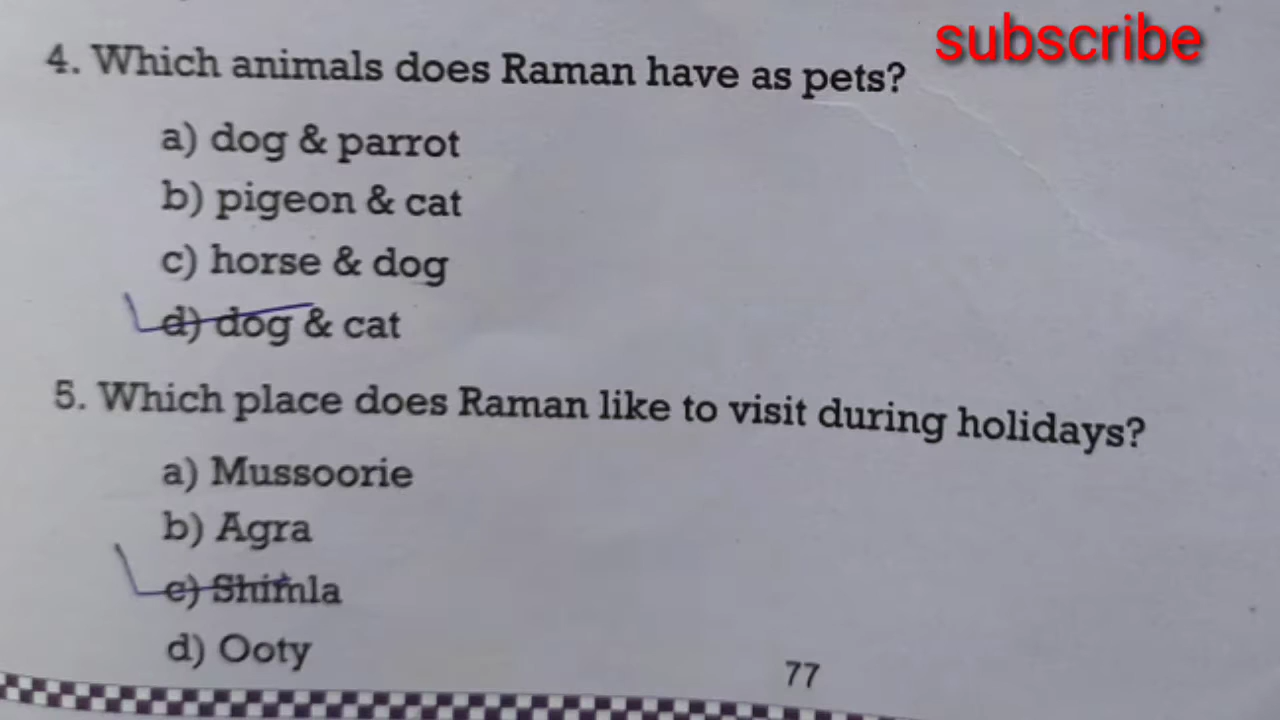 subscribe
4. Which animals does Raman have as pets?
a) dog & parrot
b) pigeon & cat
c) horse & dog
d) dog & cat
5. Which place does Raman like to visit during holidays?
a) Mussoorie
b) Agra
c) Shimla
d) Ooty
77